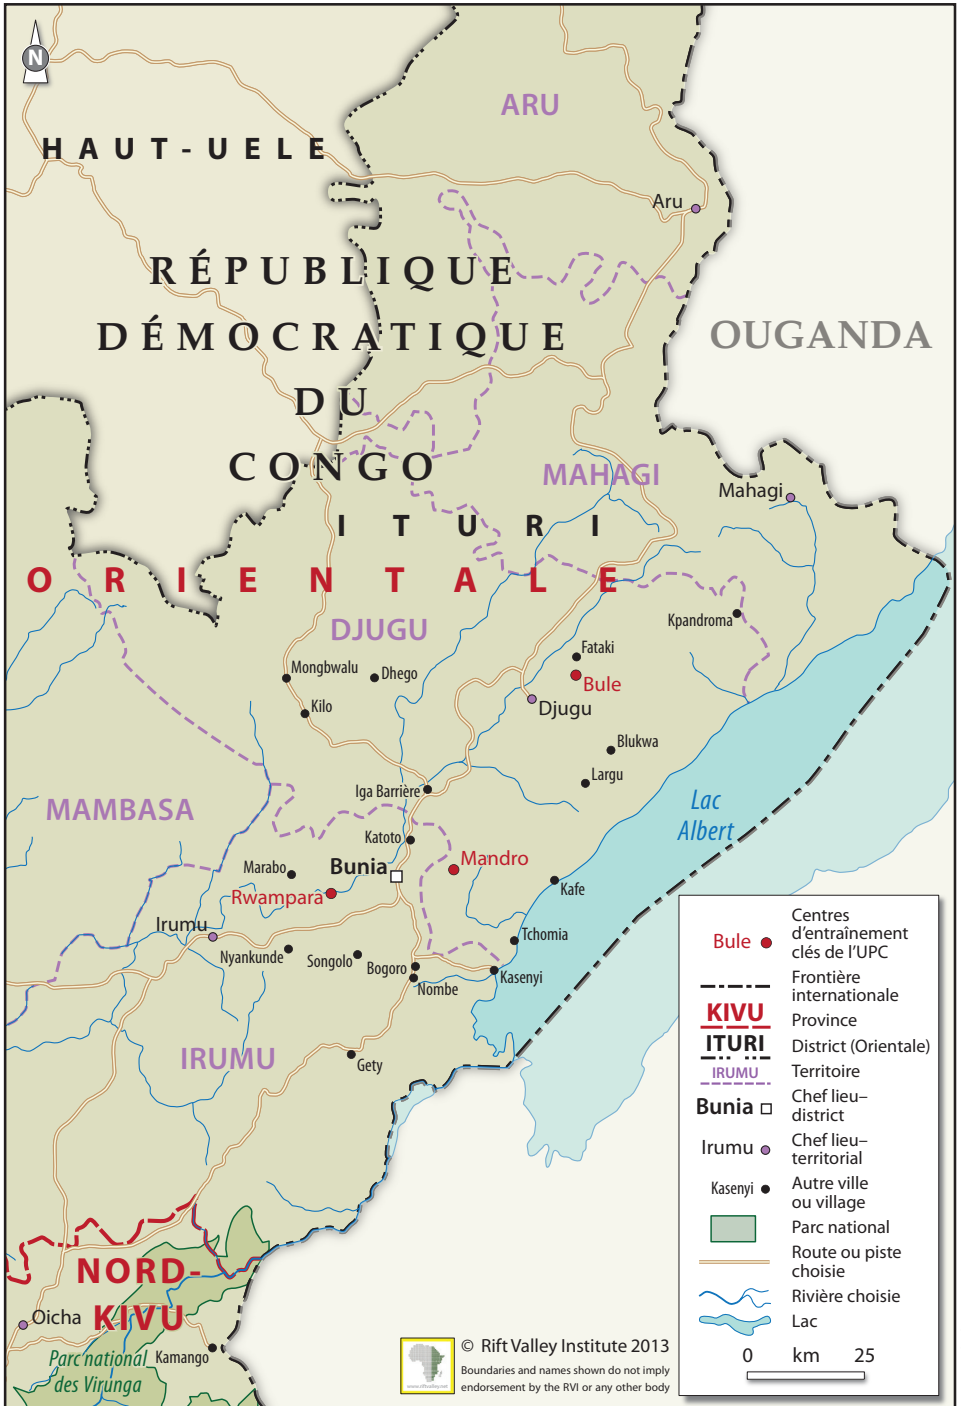 N
ARU
HAUT-UELE
Aru
RÉPUBLIQUE
DÉMOCRATIQUE
DU
CONGO
OUGANDA
MAHAGI
Mahagi
ITURI
ORIENTALE
DJUGU
Kpandroma
Fataki
Bule
Mongbwalu
Dhego
Djugu
Kilo
Blukwa
Largu
Iga Barrière
MAMBASA
Lac
Albert
Katoto
Mandro
Bunia
Marabo
Rwampara
Kafe
Irumu
Tchomia
Nyankunde
Songolo
Bogoro
Kasenyi
Nombe
IRUMU
Gety
NORD-
KIVU
Oicha
Parc national
des Virunga
Kamango
Bule
Centres
d'entraînement
clés de l'UPC
Frontière
internationale
KIVU
Province
ITURI
District (Orientale)
IRUMU
Territoire
Bunia
Chef lieu–
district
Irumu
Chef lieu–
territorial
Kasenyi
Autre ville
ou village
Parc national
Route ou piste
choisie
Rivière choisie
Lac
0 km 25
© Rift Valley Institute 2013
Boundaries and names shown do not imply
endorsement by the RVI or any other body
www.riftvalley.net